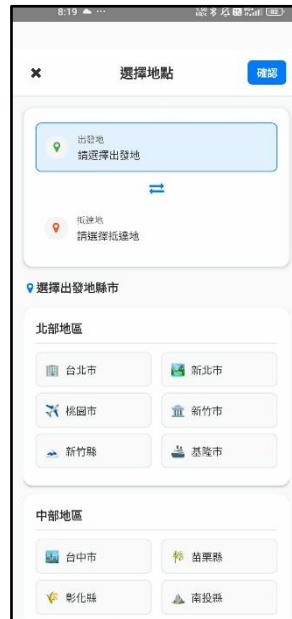 8:19
選擇地點
確認
出發地
請選擇出發地
抵達地
請選擇抵達地
選擇出發地縣市
北部地區
台北市
新北市
桃園市
新竹市
新竹縣
基隆市
中部地區
台中市
苗栗縣
彰化縣
南投縣